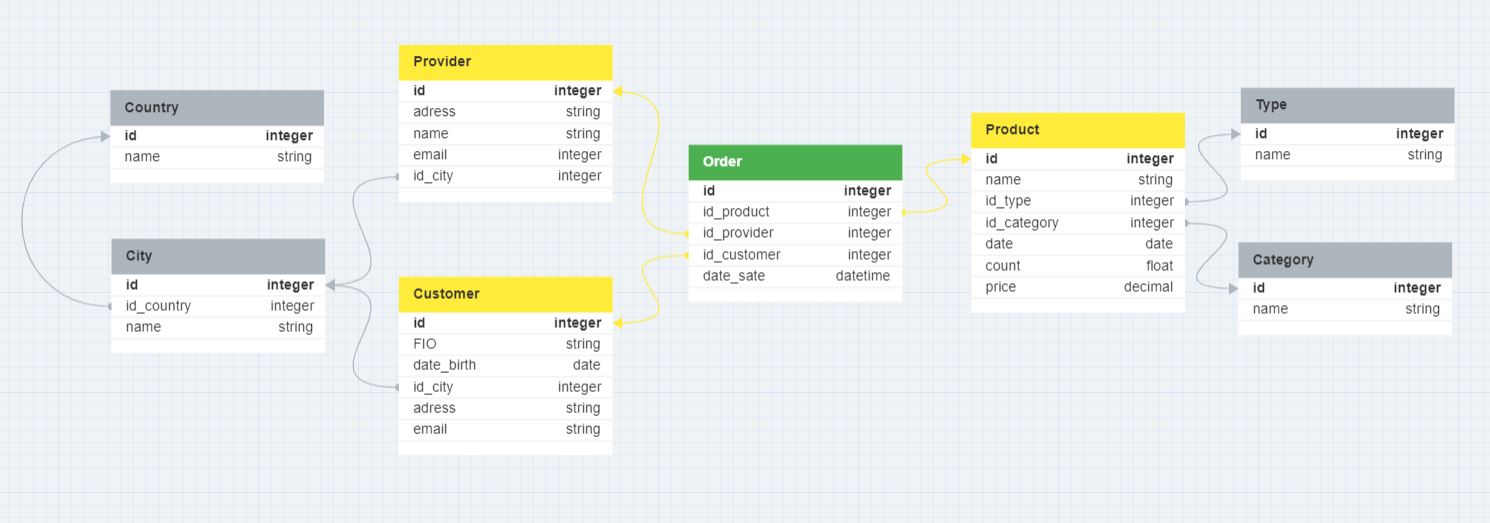 Country
id integer
name string
City
id integer
id_country integer
name string
Provider
id integer
adress string
name string
email integer
id_city integer
Customer
id integer
FIO string
date_birth date
id_city integer
adress string
email string
Order
id integer
id_product integer
id_provider integer
id_customer integer
date_sate datetime
Product
id integer
name string
id_type integer
id_category integer
date date
count float
price decimal
Type
id integer
name string
Category
id integer
name string